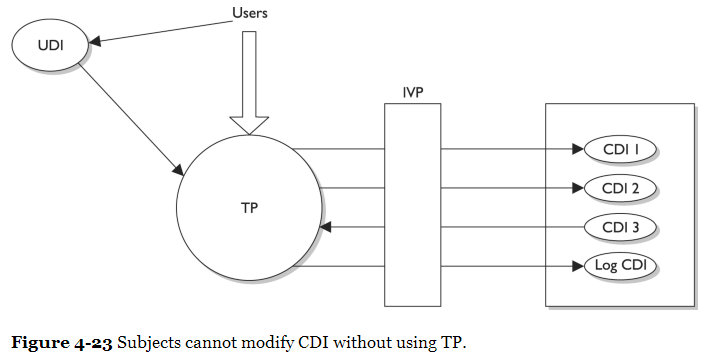 Users
UDI
IVP
TP
CDI 1
CDI 2
CDI 3
Log CDI
Figure 4-23 Subjects cannot modify CDI without using TP.